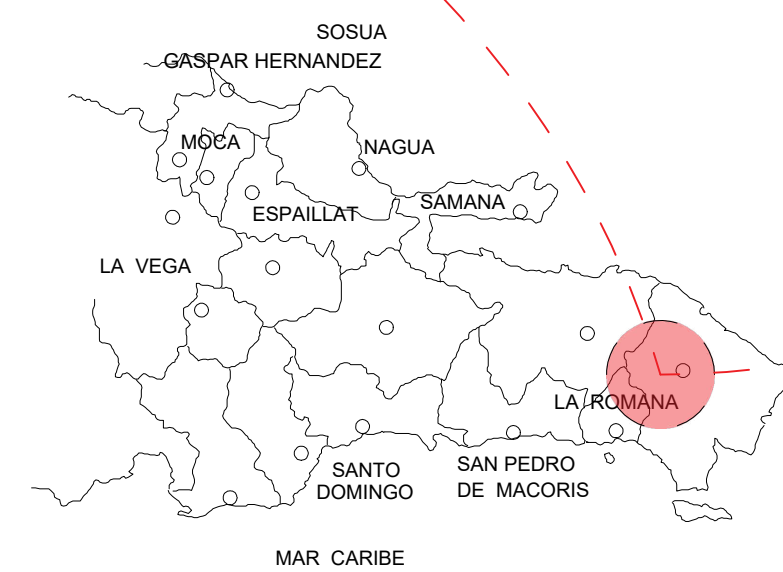 SOSUA
GASPAR HERNANDEZ
MOCA
NAGUA
SAMANA
ESPAILLAT
LA VEGA
LA ROMANA
SANTO
DOMINGO
SAN PEDRO
DE MACORIS
MAR CARIBE